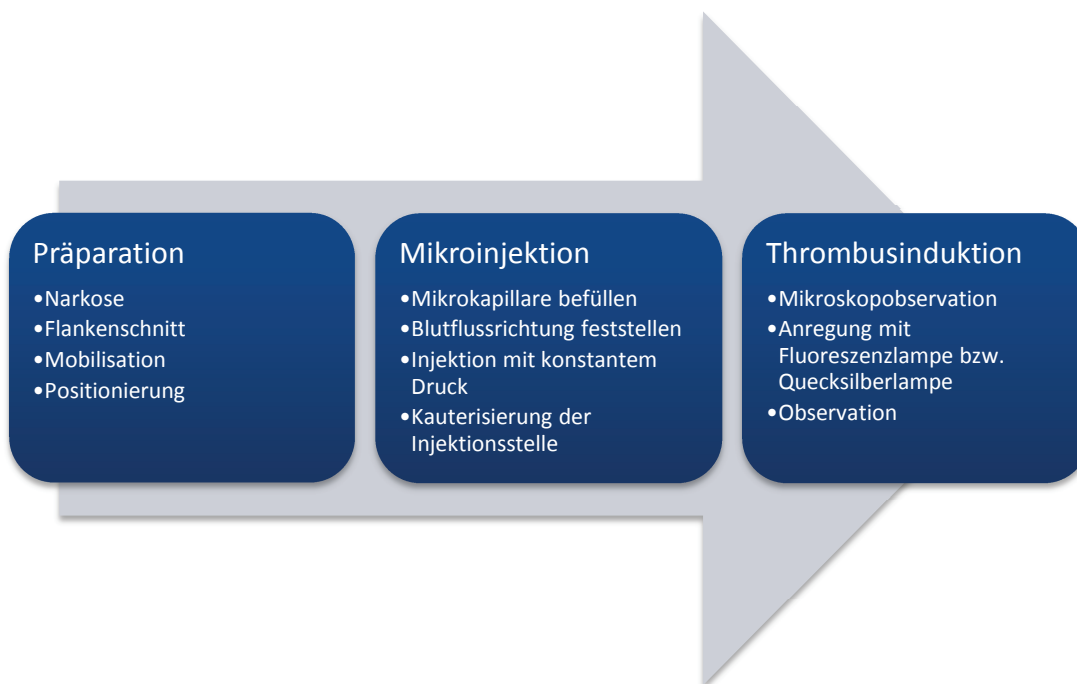 Präparation
•Narkose
•Flankenschnitt
•Mobilisation
•Positionierung
Mikroinjektion
•Mikrokapillare befüllen
•Blutflussrichtung feststellen
•Injektion mit konstantem
Druck
•Kauterisierung der
Injektionsstelle
Thrombusinduktion
•Mikroskopobservation
•Anregung mit
Fluoreszenzlampe bzw.
Quecksilberlampe
•Observation